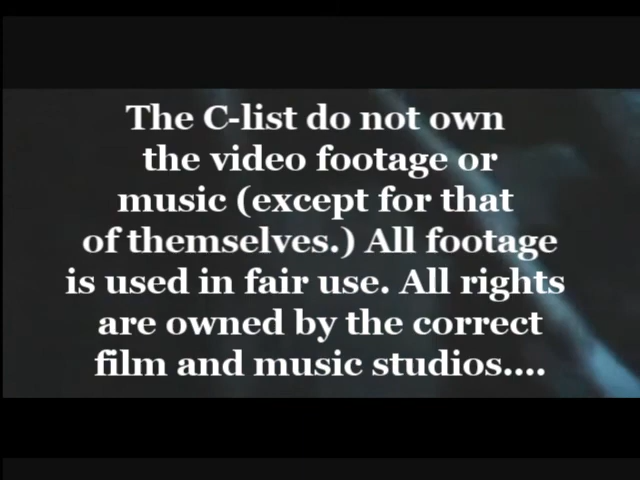 The C-list do not own
the video footage or
music (except for that
of themselves.) All footage
is used in fair use. All rights
are owned by the correct
film and music studios....